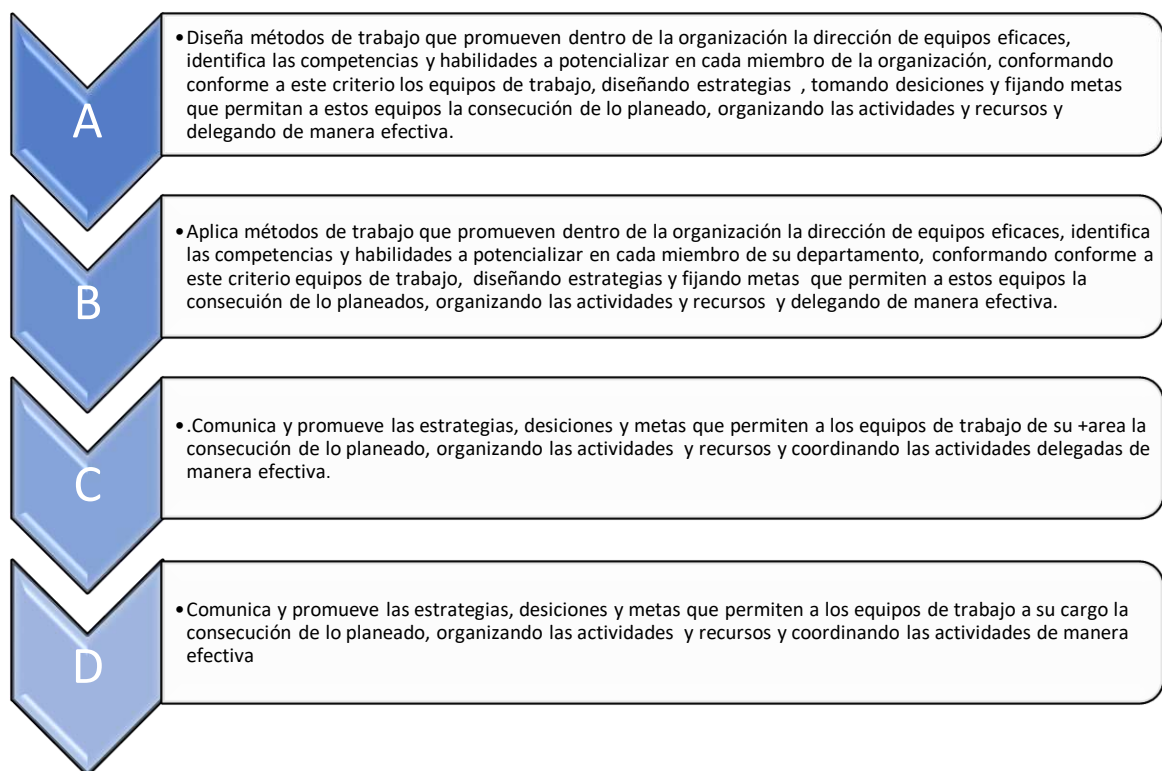 A
•Diseña métodos de trabajo que promueven dentro de la organización la dirección de equipos eficaces,
identifica las competencias y habilidades a potencializar en cada miembro de la organización, conformando
conforme a este criterio los equipos de trabajo, diseñando estrategias , tomando desiciones y fijando metas
que permitan a estos equipos la consecución de lo planeado, organizando las actividades y recursos y
delegando de manera efectiva.
B
•Aplica métodos de trabajo que promueven dentro de la organización la dirección de equipos eficaces, identifica
las competencias y habilidades a potencializar en cada miembro de su departamento, conformando conforme a
este criterio equipos de trabajo, diseñando estrategias y fijando metas que permiten a estos equipos la
consecuión de lo planeados, organizando las actividades y recursos y delegando de manera efectiva.
C
•.Comunica y promueve las estrategias, desiciones y metas que permiten a los equipos de trabajo de su +area la
consecución de lo planeado, organizando las actividades y recursos y coordinando las actividades delegadas de
manera efectiva.
D
•Comunica y promueve las estrategias, desiciones y metas que permiten a los equipos de trabajo a su cargo la
consecución de lo planeado, organizando las actividades y recursos y coordinando las actividades de manera
efectiva